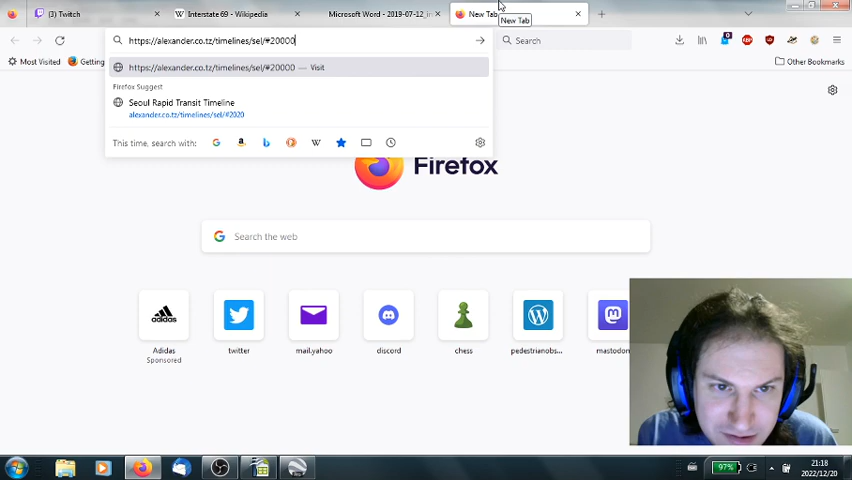 (3) Twitch
Interstate 69 - Wikipedia
Microsoft Word - 2019-07-12_in
New Tab
New Tab
https://alexander.co.tz/timelines/sel/#20000
Search
Most Visited
Getting
Other Bookmarks
https://alexander.co.tz/timelines/sel/#20000 — Visit
Firefox Suggest
Seoul Rapid Transit Timeline
alexander.co.tz/timelines/sel/#2020
This time, search with:
Firefox
Search the web
adidas
Adidas
Sponsored
twitter
mail.yahoo
discord
chess
pedestrianobs...
mastodon
97%
21:18
2022/12/20